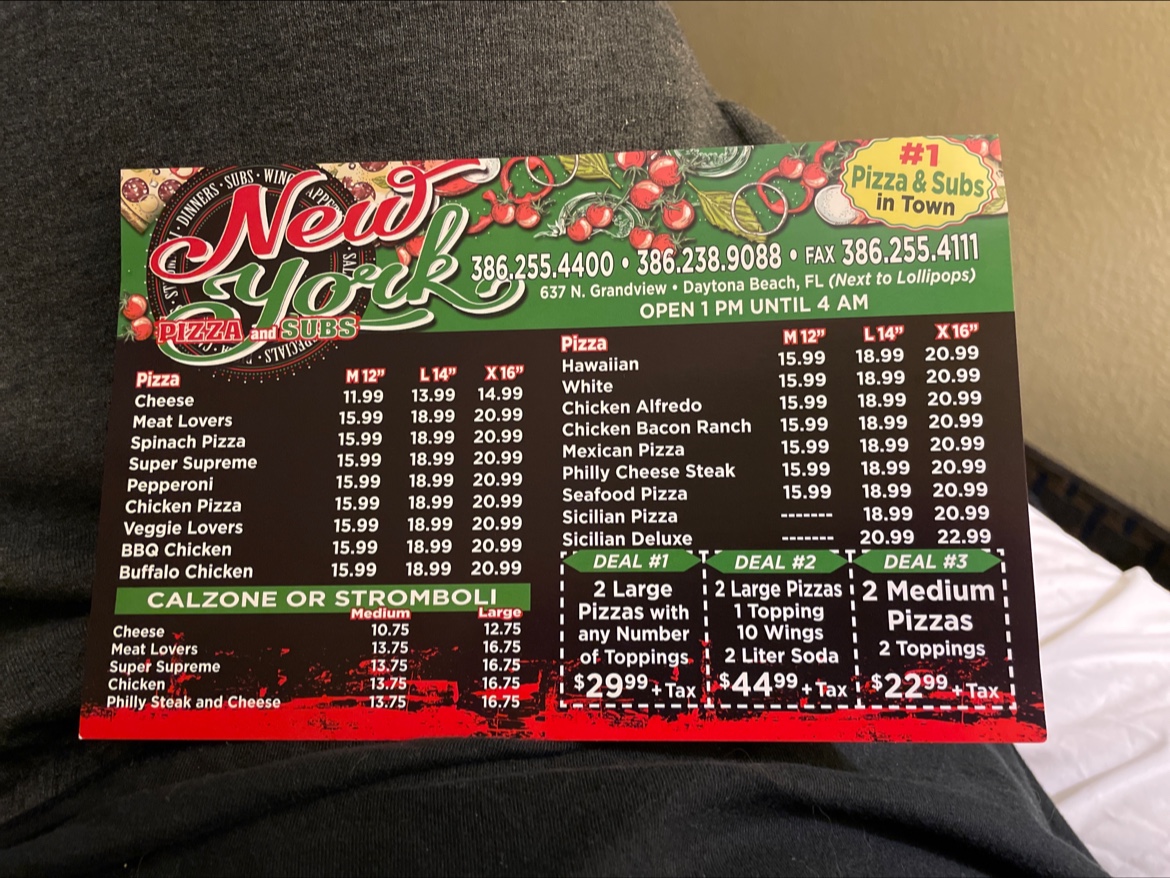 DINNERS · SUBS · WING
New
York
PIZZA and SUBS
#1
Pizza & Subs
in Town
386.255.4400 • 386.238.9088 • FAX 386.255.4111
637 N. Grandview • Daytona Beach, FL (Next to Lollipops)
OPEN 1 PM UNTIL 4 AM
Pizza M 12” L 14” X 16”
Cheese 11.99 13.99 14.99
Meat Lovers 15.99 18.99 20.99
Spinach Pizza 15.99 18.99 20.99
Super Supreme 15.99 18.99 20.99
Pepperoni 15.99 18.99 20.99
Chicken Pizza 15.99 18.99 20.99
Veggie Lovers 15.99 18.99 20.99
BBQ Chicken 15.99 18.99 20.99
Buffalo Chicken 15.99 18.99 20.99
CALZONE OR STROMBOLI
Medium Large
Cheese 10.75 12.75
Meat Lovers 13.75 16.75
Super Supreme 13.75 16.75
Chicken 13.75 16.75
Philly Steak and Cheese 13.75 16.75
Pizza M 12” L 14” X 16”
Hawaiian 15.99 18.99 20.99
White 15.99 18.99 20.99
Chicken Alfredo 15.99 18.99 20.99
Chicken Bacon Ranch 15.99 18.99 20.99
Mexican Pizza 15.99 18.99 20.99
Philly Cheese Steak 15.99 18.99 20.99
Seafood Pizza 15.99 18.99 20.99
Sicilian Pizza ------- 18.99 20.99
Sicilian Deluxe ------- 20.99 22.99
DEAL #1
2 Large
Pizzas with
any Number
of Toppings
$29⁹⁹ + Tax
DEAL #2
2 Large Pizzas
1 Topping
10 Wings
2 Liter Soda
$44⁹⁹ + Tax
DEAL #3
2 Medium
Pizzas
2 Toppings
$22⁹⁹ + Tax